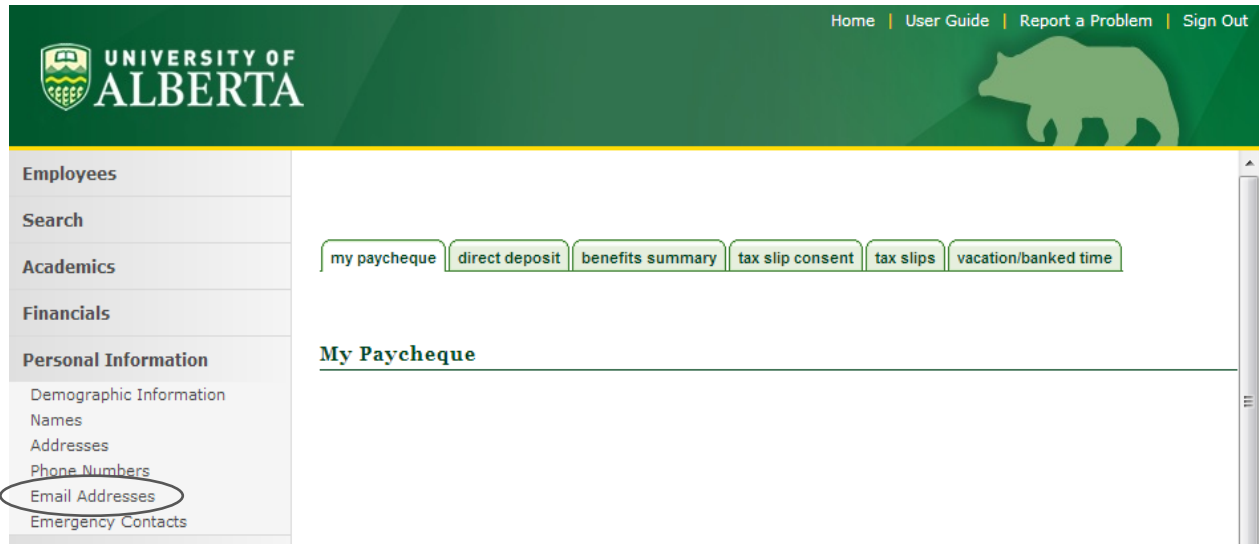 Home | User Guide | Report a Problem | Sign Out
UNIVERSITY OF
ALBERTA
Employees
Search
Academics
Financials
Personal Information
Demographic Information
Names
Addresses
Phone Numbers
Email Addresses
Emergency Contacts
my paycheque direct deposit benefits summary tax slip consent tax slips vacation/banked time
My Paycheque